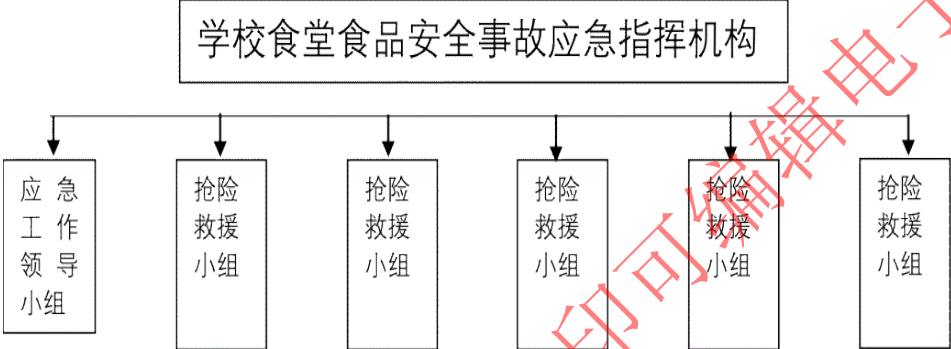 学校食堂食品安全事故应急指挥机构
应 急
工 作
领 导
小组
抢险
救援
小组
抢险
救援
小组
抢险
救援
小组
抢险
救援
小组
抢险
救援
小组
印可编辑电子